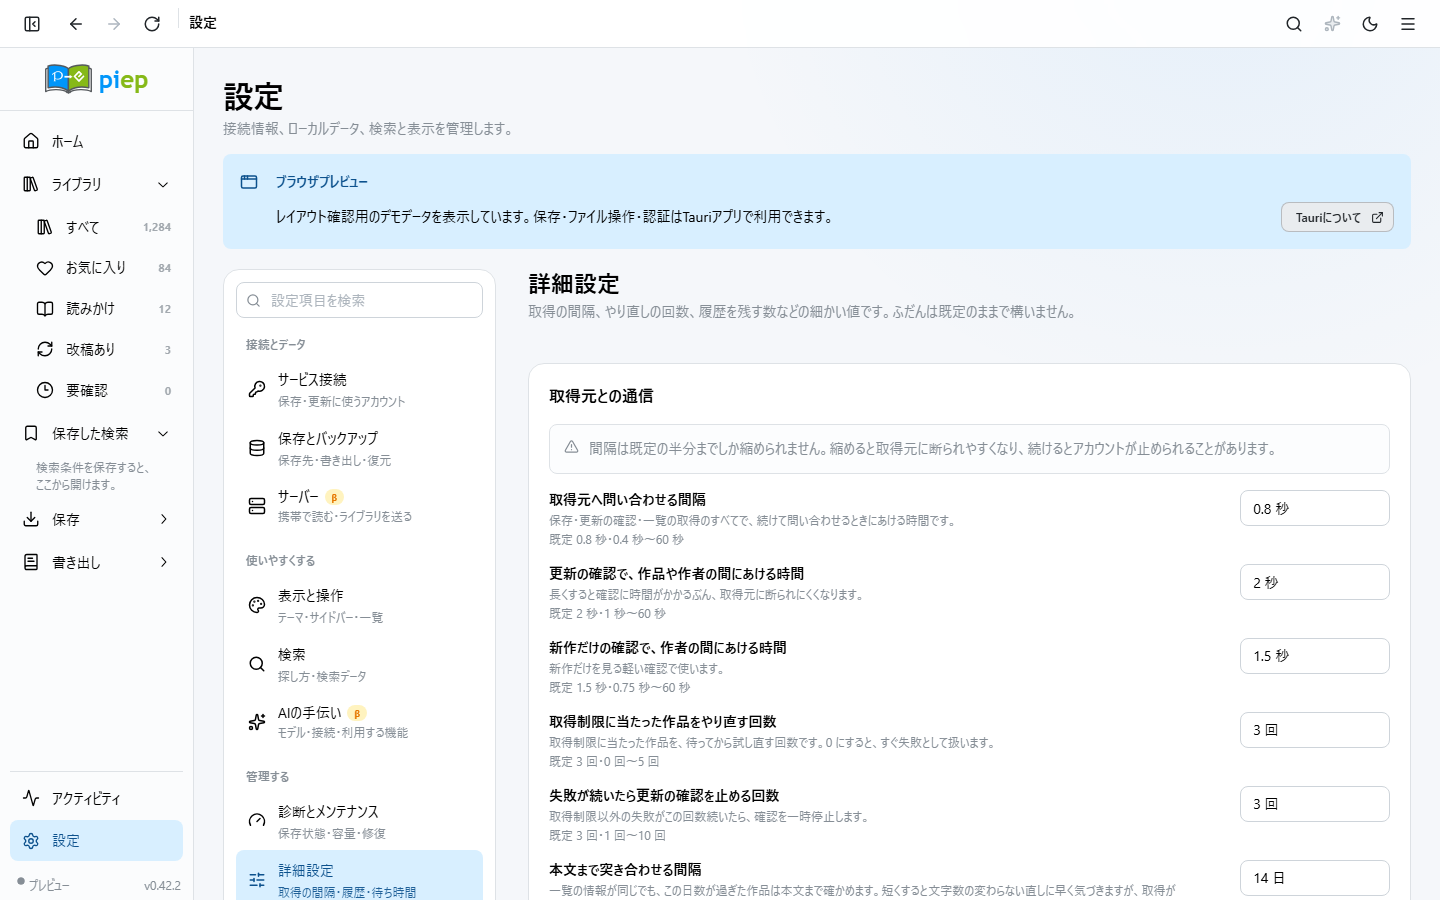 設定
piep
ホーム
ライブラリ
すべて 1,284
お気に入り 84
読みかけ 12
改稿あり 3
要確認 0
保存した検索
検索条件を保存すると、
ここから開けます。
保存
書き出し
アクティビティ
設定
プレビュー v0.42.2
設定
接続情報、ローカルデータ、検索と表示を管理します。
ブラウザプレビュー
レイアウト確認用のデモデータを表示しています。保存・ファイル操作・認証はTauriアプリで利用できます。
Tauriについて
設定項目を検索
接続とデータ
サービス接続
保存・更新に使うアカウント
保存とバックアップ
保存先・書き出し・復元
サーバー β
携帯で読む・ライブラリを送る
使いやすくする
表示と操作
テーマ・サイドバー・一覧
検索
探し方・検索データ
AIの手伝い β
モデル・接続・利用する機能
管理する
診断とメンテナンス
保存状態・容量・修復
詳細設定
取得の間隔・履歴・待ち時間
詳細設定
取得の間隔、やり直しの回数、履歴を残す数などの細かい値です。ふだんは既定のままで構いません。
取得元との通信
間隔は既定の半分までしか縮められません。縮めると取得元に断られやすくなり、続けるとアカウントが止められることがあります。
取得元へ問い合わせる間隔
保存・更新の確認・一覧の取得のすべてで、続けて問い合わせるときにあける時間です。
既定 0.8 秒・0.4 秒〜60 秒
0.8 秒
更新の確認で、作品や作者の間にあける時間
長くすると確認に時間がかかるぶん、取得元に断られにくくなります。
既定 2 秒・1 秒〜60 秒
2 秒
新作だけの確認で、作者の間にあける時間
新作だけを見る軽い確認で使います。
既定 1.5 秒・0.75 秒〜60 秒
1.5 秒
取得制限に当たった作品をやり直す回数
取得制限に当たった作品を、待ってから試し直す回数です。0 にすると、すぐ失敗として扱います。
既定 3 回・0 回〜5 回
3 回
失敗が続いたら更新の確認を止める回数
取得制限以外の失敗がこの回数続いたら、確認を一時停止します。
既定 3 回・1 回〜10 回
3 回
本文まで突き合わせる間隔
一覧の情報が同じでも、この日数が過ぎた作品は本文まで確かめます。短くすると文字数の変わらない直しに早く気づきますが、取得が
14 日